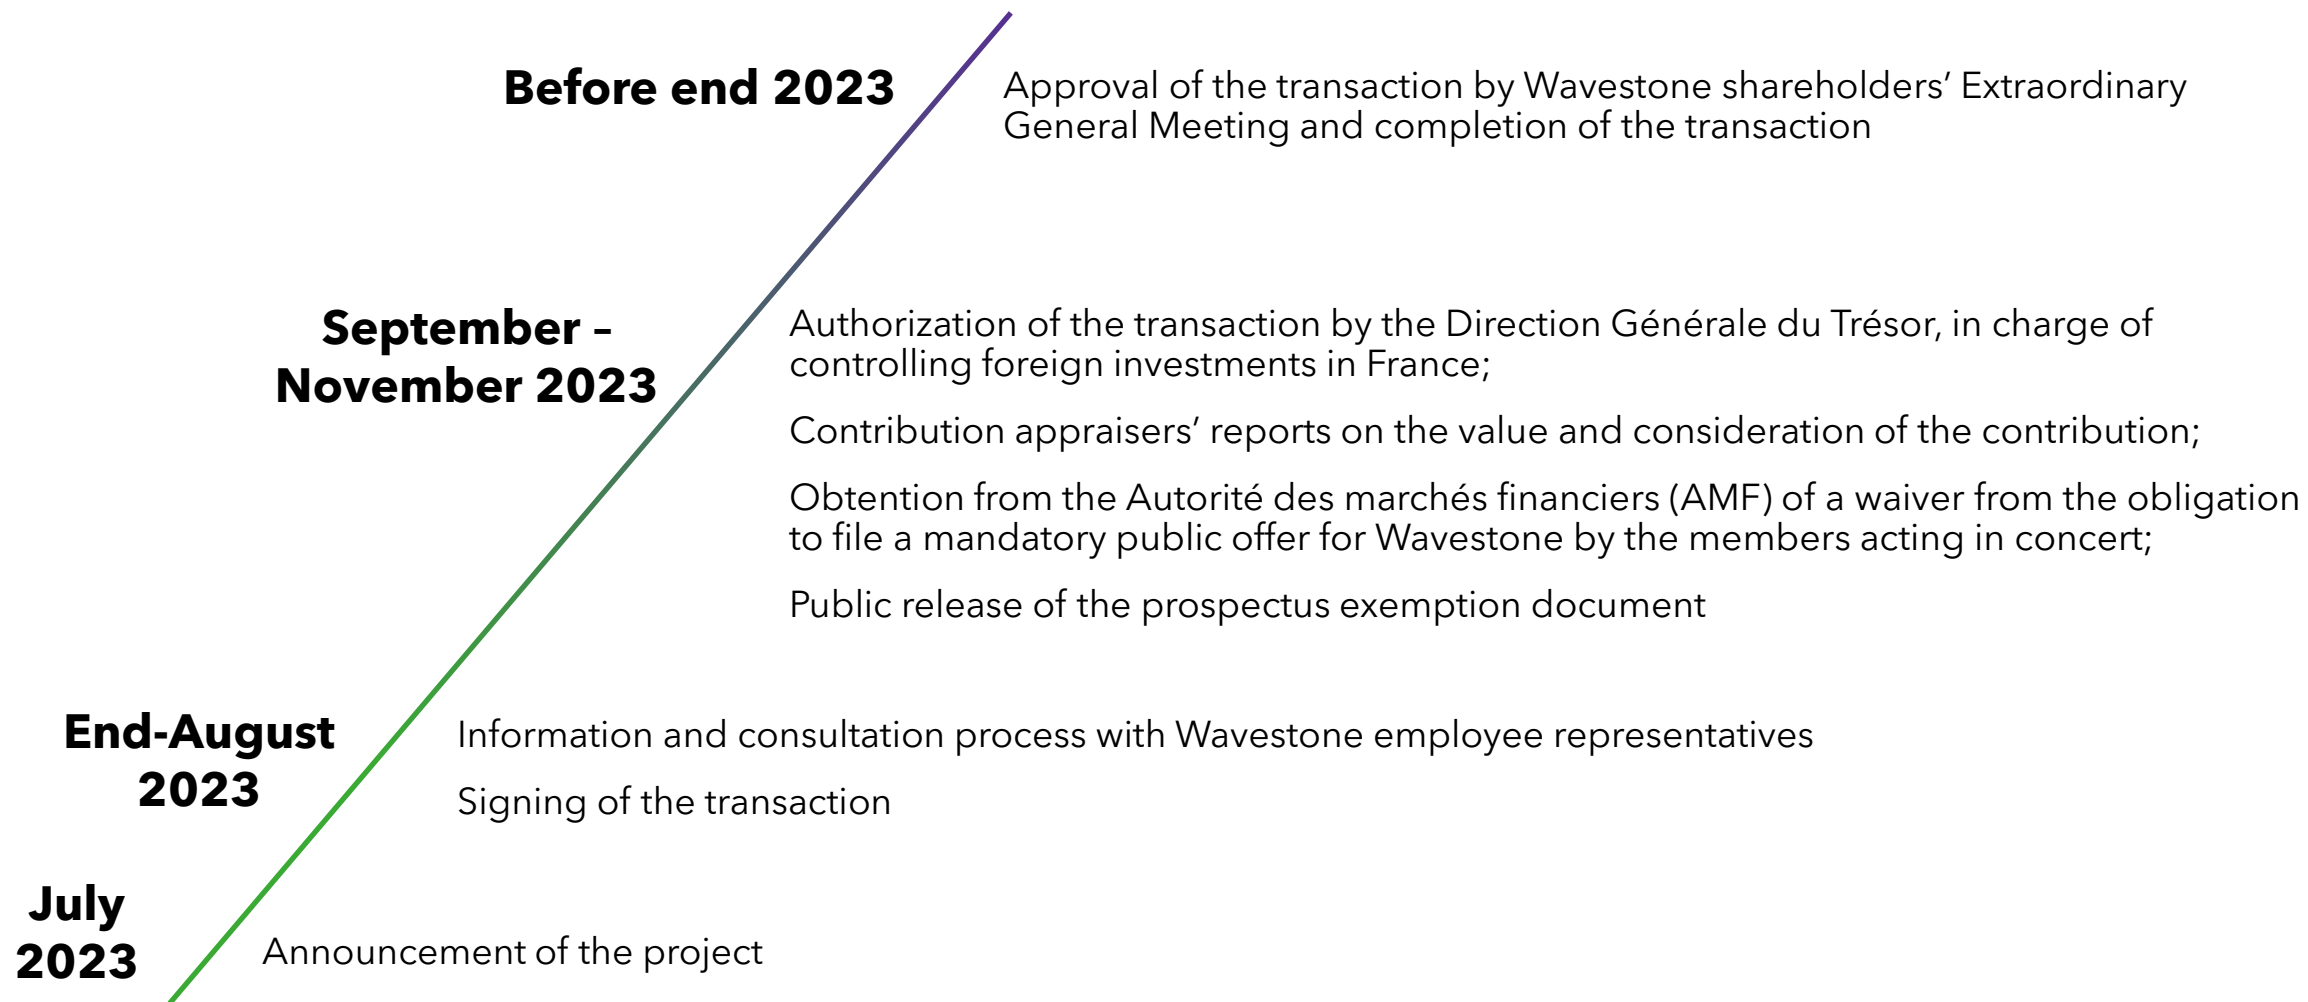 Before end 2023
Approval of the transaction by Wavestone shareholders’ Extraordinary
General Meeting and completion of the transaction
September –
November 2023
Authorization of the transaction by the Direction Générale du Trésor, in charge of
controlling foreign investments in France;
Contribution appraisers’ reports on the value and consideration of the contribution;
Obtention from the Autorité des marchés financiers (AMF) of a waiver from the obligation
to file a mandatory public offer for Wavestone by the members acting in concert;
Public release of the prospectus exemption document
End-August
2023
Information and consultation process with Wavestone employee representatives
Signing of the transaction
July
2023
Announcement of the project